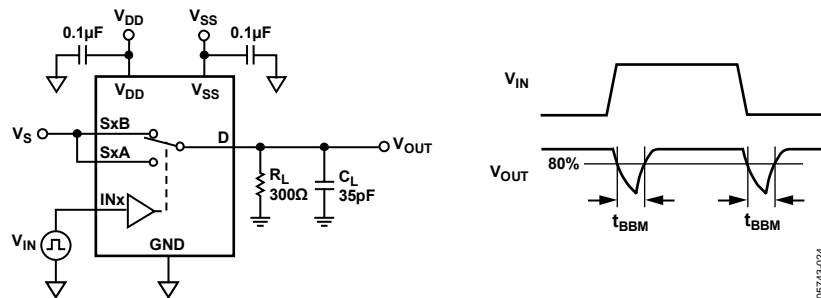 VDD
VSS
0.1µF
0.1µF
VDD
VSS
VS
SxB
D
VOUT
SxA
RL
300Ω
CL
35pF
INx
VIN
GND
VIN
VOUT
80%
tBBM
tBBM
05743-024